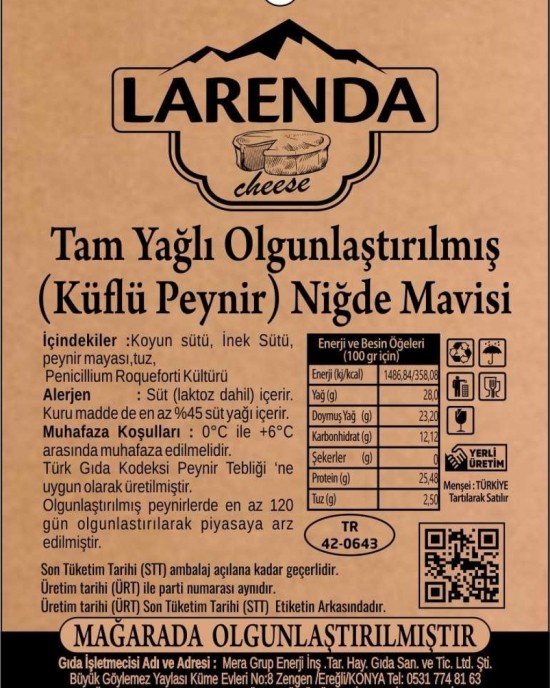 LARENDA
cheese
Tam Yağlı Olgunlaştırılmış
(Küflü Peynir) Niğde Mavisi
İçindekiler :Koyun sütü, İnek Sütü,
peynir mayası,tuz,
Penicillium Roqueforti Kültürü
Alerjen : Süt (laktoz dahil) içerir.
Kuru madde de en az %45 süt yağı içerir.
Muhafaza Koşulları : 0°C ile +6°C
arasında muhafaza edilmelidir.
Türk Gıda Kodeksi Peynir Tebliği 'ne
uygun olarak üretilmiştir.
Olgunlaştırılmış peynirlerde en az 120
gün olgunlastırılarak piyasaya arz
edilmiştir.
Enerji ve Besin Öğeleri
(100 gr için)
Enerji (kj/kcal) 1486,84/358,08
Yağ (g) 28,0
Doymuş Yağ (g) 23,20
Karbonhidrat (g) 12,12
Şekerler (g) 0
Protein (g) 25,48
Tuz (g) 2,50
YERLİ
ÜRETİM
Menşei : TÜRKİYE
Tartılarak Satılır
TR
42-0643
Son Tüketim Tarihi (STT) ambalaj açılana kadar geçerlidir.
Üretim tarihi (ÜRT) ile parti numarası aynıdır.
Üretim tarihi (ÜRT) Son Tüketim Tarihi (STT) Etiketin Arkasındadır.
MAĞARADA OLGUNLAŞTIRILMIŞTIR
Gıda İşletmecisi Adı ve Adresi : Mera Grup Enerji İnş .Tar. Hay. Gıda San. ve Tic. Ltd. Şti.
Büyük Göylemez Yaylası Küme Evleri No:8 Zengen /Ereğli/KONYA Tel: 0531 774 81 63